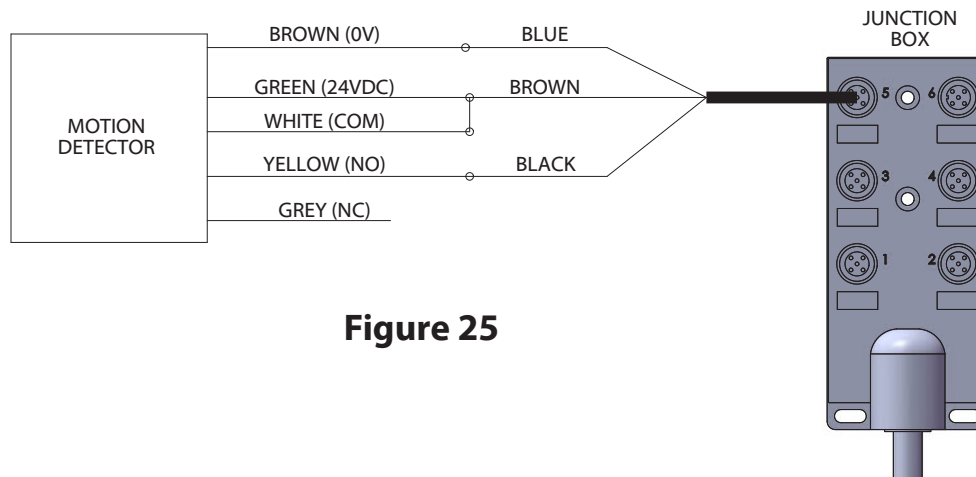 JUNCTION
BOX
BROWN (0V)
BLUE
GREEN (24VDC)
BROWN
WHITE (COM)
MOTION
DETECTOR
YELLOW (NO)
BLACK
GREY (NC)
5
6
3
4
1
2
Figure 25